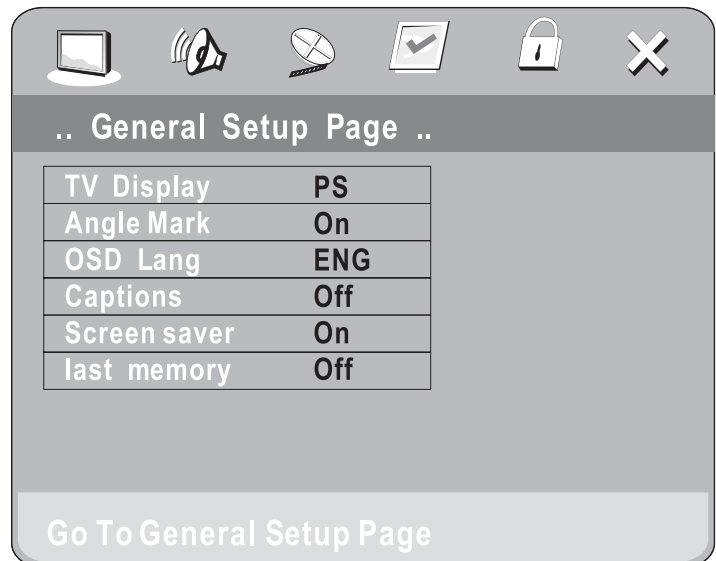 .. General Setup Page ..
TV Display PS
Angle Mark On
OSD Lang ENG
Captions Off
Screen saver On
last memory Off
Go To General Setup Page